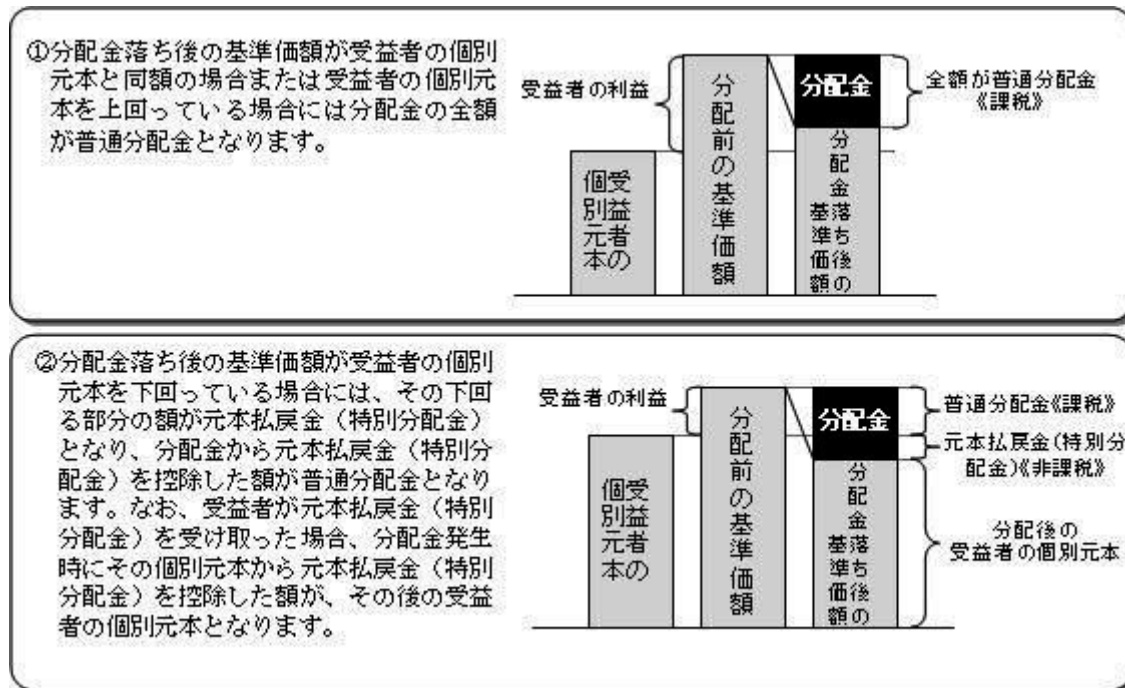 ①分配金落ち後の基準価額が受益者の個別
元本と同額の場合または受益者の個別元
本を上回っている場合には分配金の全額
が普通分配金となります。
受益者の利益
個別元本
受益者の
分配前の基準価額
分配金
分配金
落ち後の
基準価額
全額が普通分配金
《課税》
②分配金落ち後の基準価額が受益者の個別
元本を下回っている場合には、その下回
る部分の額が元本払戻金（特別分配金）
となり、分配金から元本払戻金（特別分
配金）を控除した額が普通分配金となり
ます。なお、受益者が元本払戻金（特別
分配金）を受け取った場合、分配金発生
時にその個別元本から元本払戻金（特別
分配金）を控除した額が、その後の受益
者の個別元本となります。
受益者の利益
個別元本
受益者の
分配前の基準価額
分配金
分配金
落ち後の
基準価額
普通分配金《課税》
元本払戻金(特別分
配金)《非課税》
分配後の
受益者の個別元本